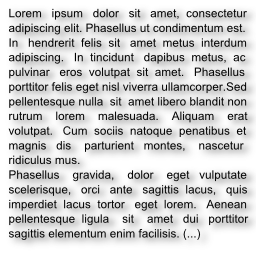 Lorem ipsum dolor sit amet, consectetur
adipiscing elit. Phasellus ut condimentum est.
In hendrerit felis sit amet metus interdum
adipiscing. In tincidunt dapibus metus, ac
pulvinar eros volutpat sit amet. Phasellus
porttitor felis eget nisl viverra ullamcorper.Sed
pellentesque nulla sit amet libero blandit non
rutrum lorem malesuada. Aliquam erat
volutpat. Cum sociis natoque penatibus et
magnis dis parturient montes, nascetur
ridiculus mus.
Phasellus gravida, dolor eget vulputate
scelerisque, orci ante sagittis lacus, quis
imperdiet lacus tortor eget lorem. Aenean
pellentesque ligula sit amet dui porttitor
sagittis elementum enim facilisis. (...)